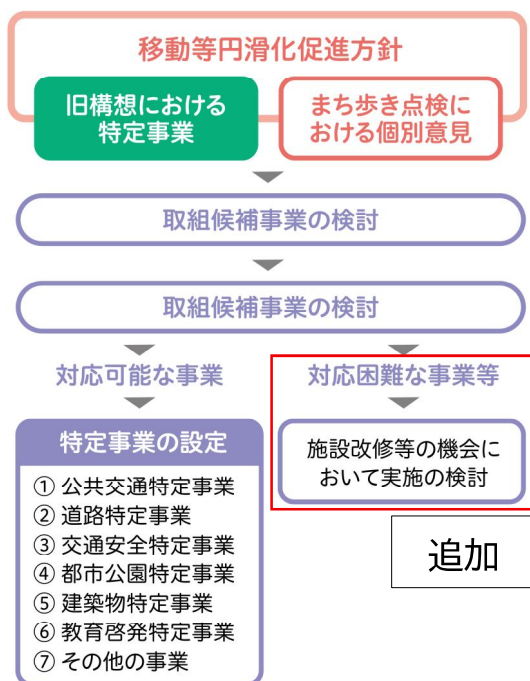 移動等円滑化促進方針
旧構想における
特定事業
まち歩き点検に
おける個別意見
取組候補事業の検討
取組候補事業の検討
対応可能な事業
対応困難な事業等
特定事業の設定
① 公共交通特定事業
② 道路特定事業
③ 交通安全特定事業
④ 都市公園特定事業
⑤ 建築物特定事業
⑥ 教育啓発特定事業
⑦ その他の事業
施設改修等の機会に
おいて実施の検討
追加